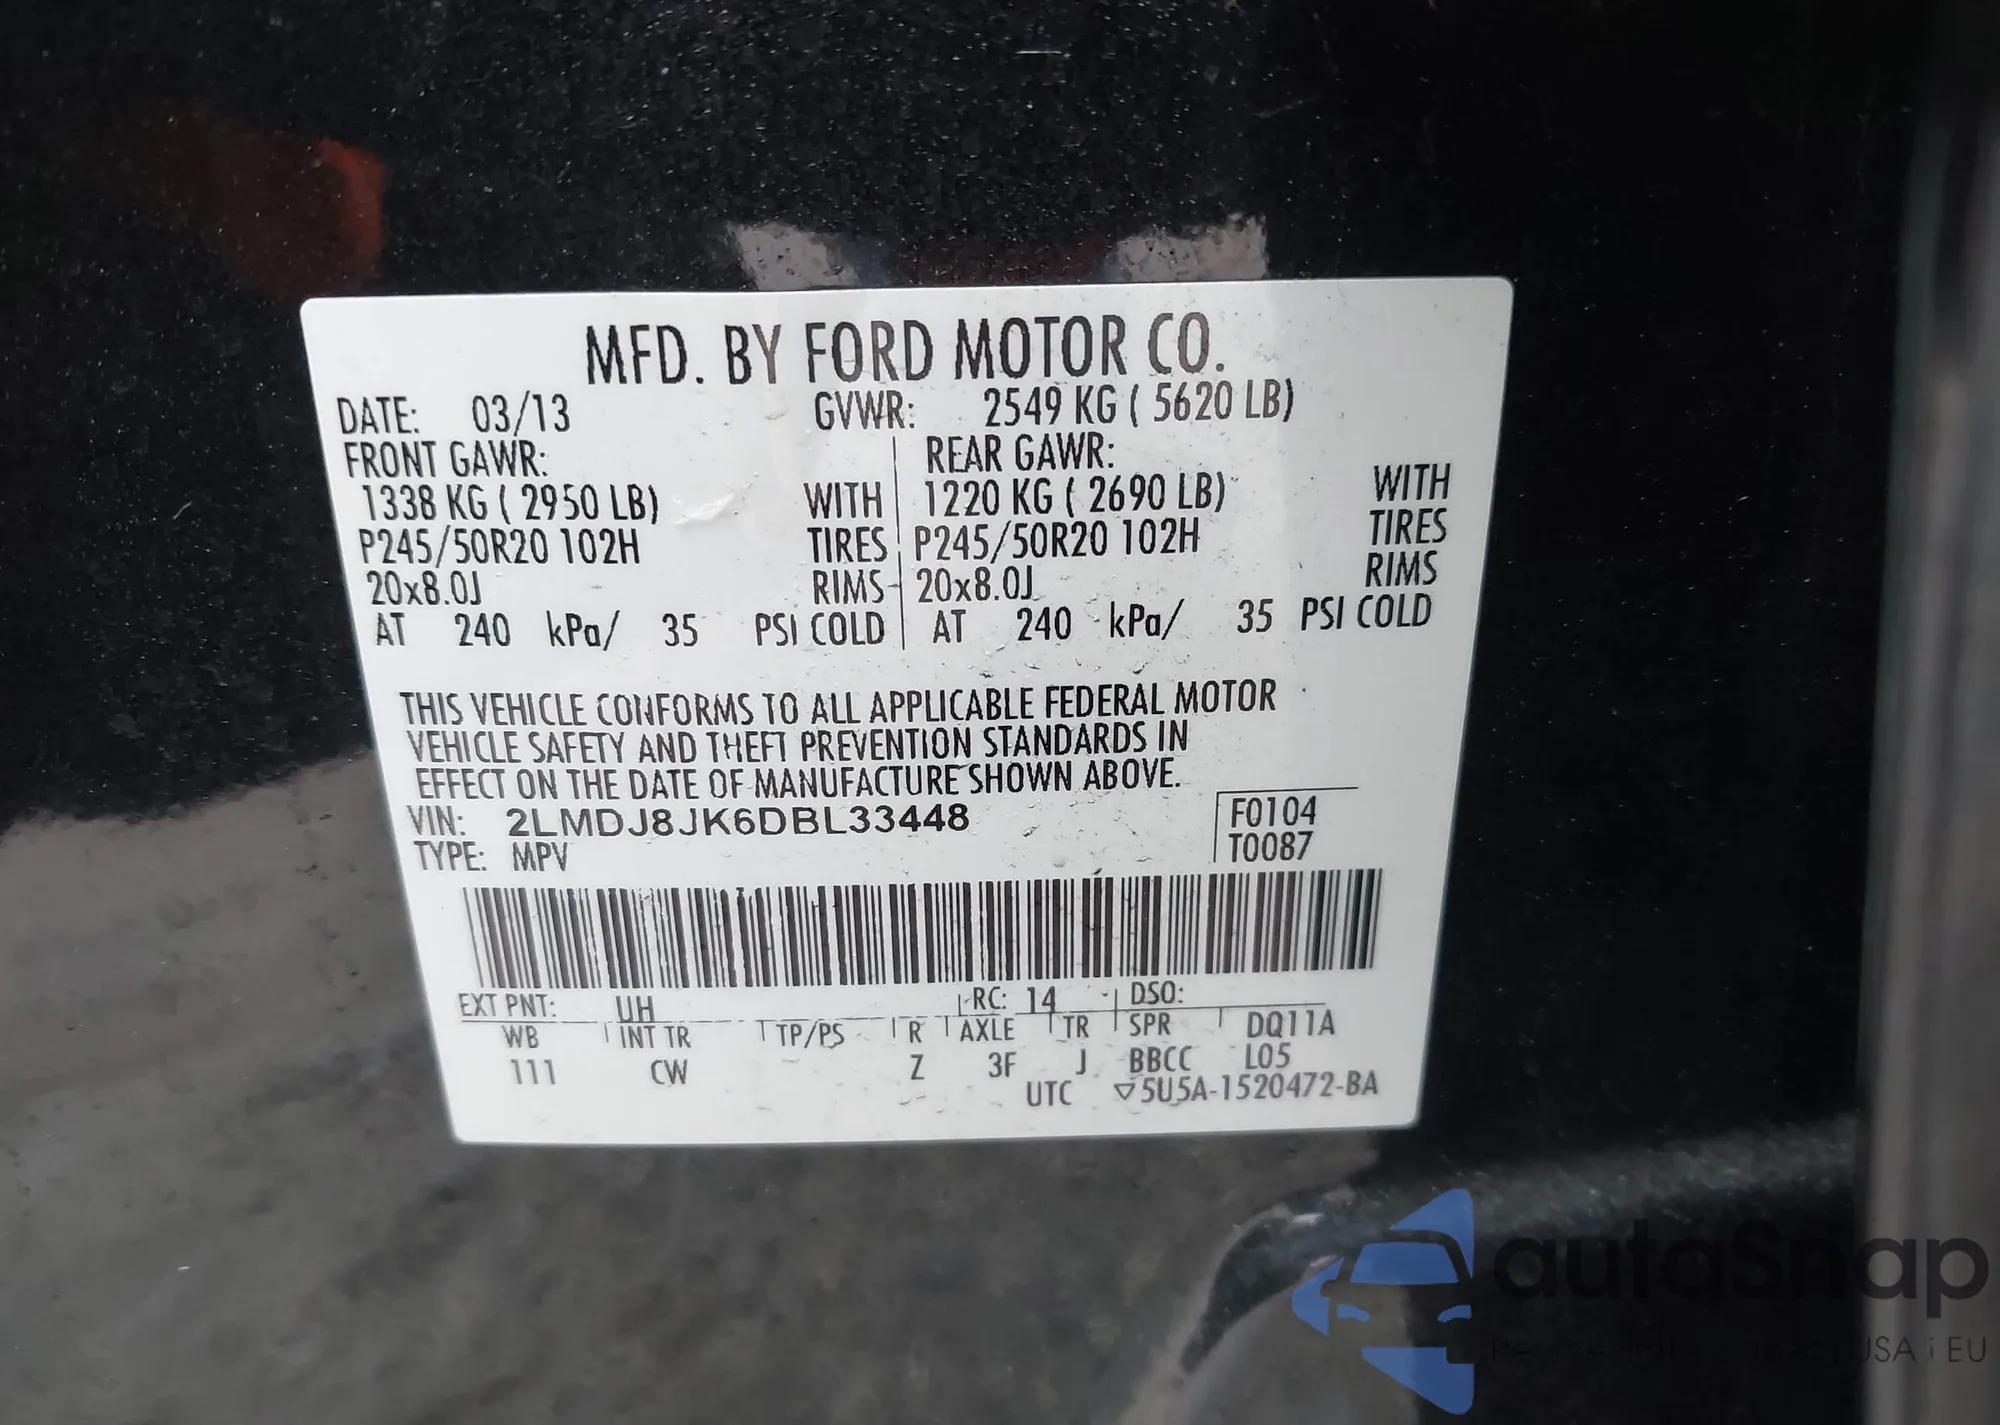 MFD. BY FORD MOTOR CO.
DATE: 03/13 GVWR: 2549 KG ( 5620 LB)
FRONT GAWR: REAR GAWR:
1338 KG ( 2950 LB) WITH 1220 KG ( 2690 LB) WITH
P245/50R20 102H TIRES P245/50R20 102H TIRES
20x8.0J RIMS 20x8.0J RIMS
AT 240 kPa/ 35 PSI COLD AT 240 kPa/ 35 PSI COLD
THIS VEHICLE CONFORMS TO ALL APPLICABLE FEDERAL MOTOR
VEHICLE SAFETY AND THEFT PREVENTION STANDARDS IN
EFFECT ON THE DATE OF MANUFACTURE SHOWN ABOVE.
VIN: 2LMDJ8JK6DBL33448 F0104
TYPE: MPV T0087
EXT PNT: UH RC: 14 DSO:
WB INT TR TP/PS R AXLE TR SPR DQ11A
111 CW Z 3F J BBCC L05
UTC ▽5U5A-1520472-BA
autoSnap
USA i EU